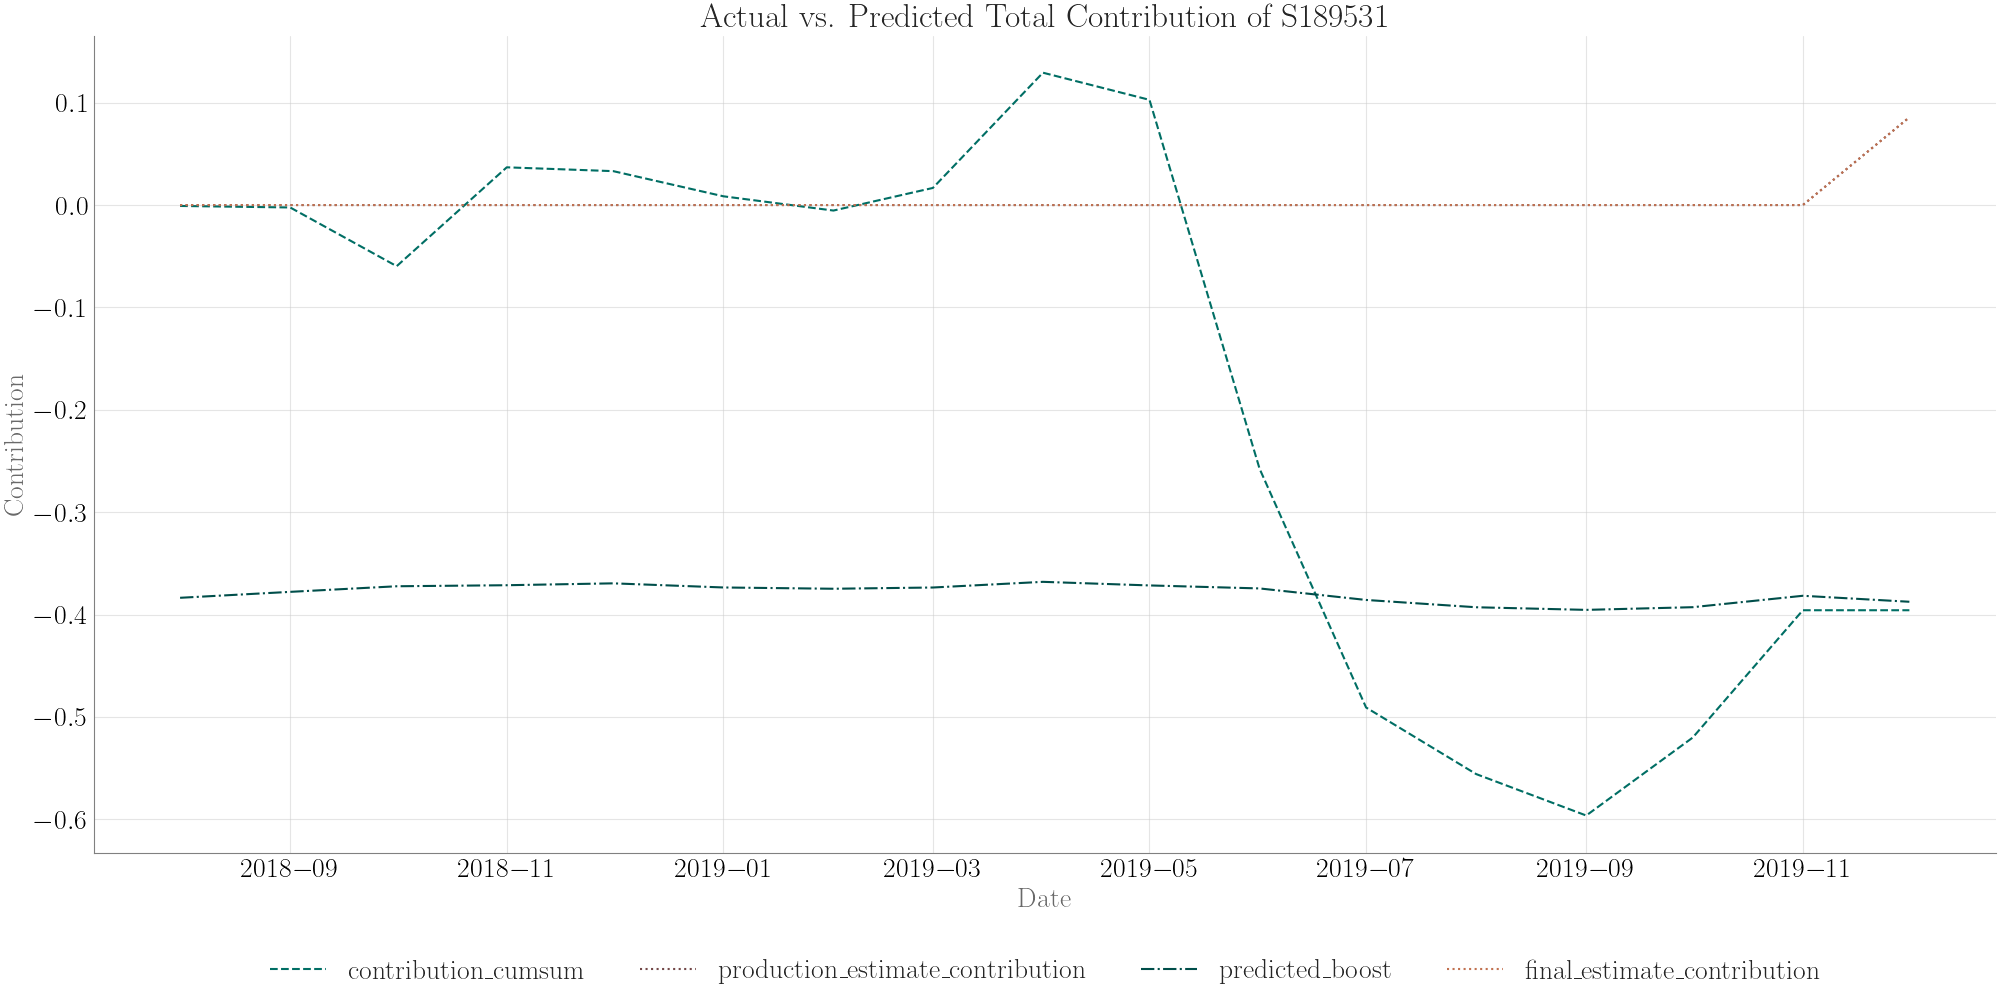 Actual vs. Predicted Total Contribution of S189531
Contribution
0.1
0.0
−0.1
−0.2
−0.3
−0.4
−0.5
−0.6
2018−09 2018−11 2019−01 2019−03 2019−05 2019−07 2019−09 2019−11
Date
contribution_cumsum production_estimate_contribution predicted_boost final_estimate_contribution